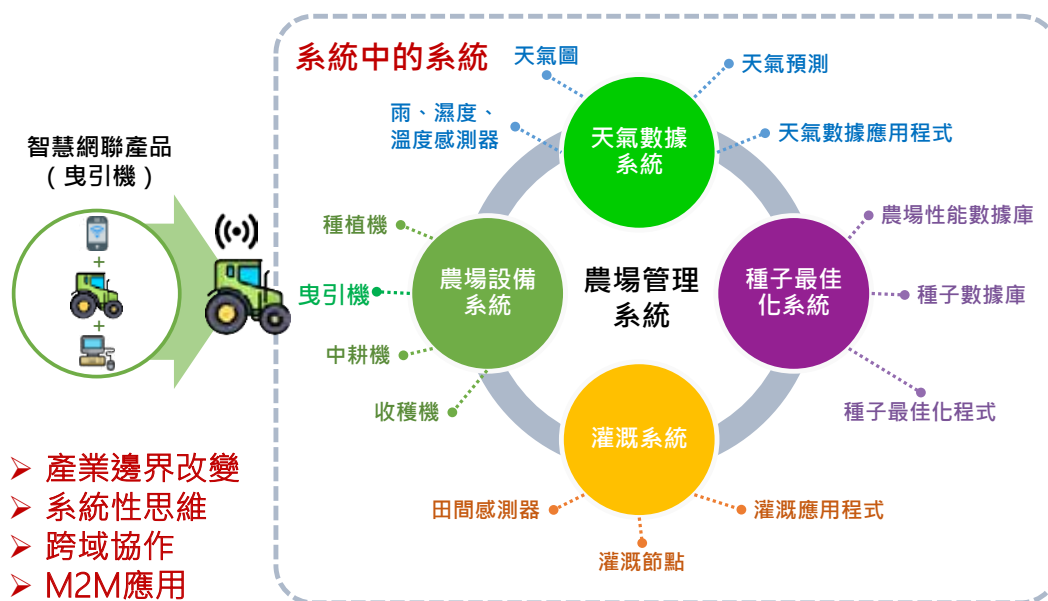 系統中的系統
天氣圖
天氣預測
雨、濕度、
溫度感測器
天氣數據
系統
天氣數據應用程式
智慧網聯產品
（曳引機）
+
+
種植機
曳引機
中耕機
收穫機
農場設備
系統
農場管理
系統
種子最佳
化系統
農場性能數據庫
種子數據庫
種子最佳化程式
灌溉系統
田間感測器
灌溉節點
灌溉應用程式
➢ 產業邊界改變
➢ 系統性思維
➢ 跨域協作
➢ M2M應用